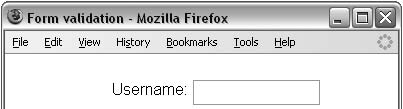 Form validation - Mozilla Firefox
File Edit View History Bookmarks Tools Help
Username: